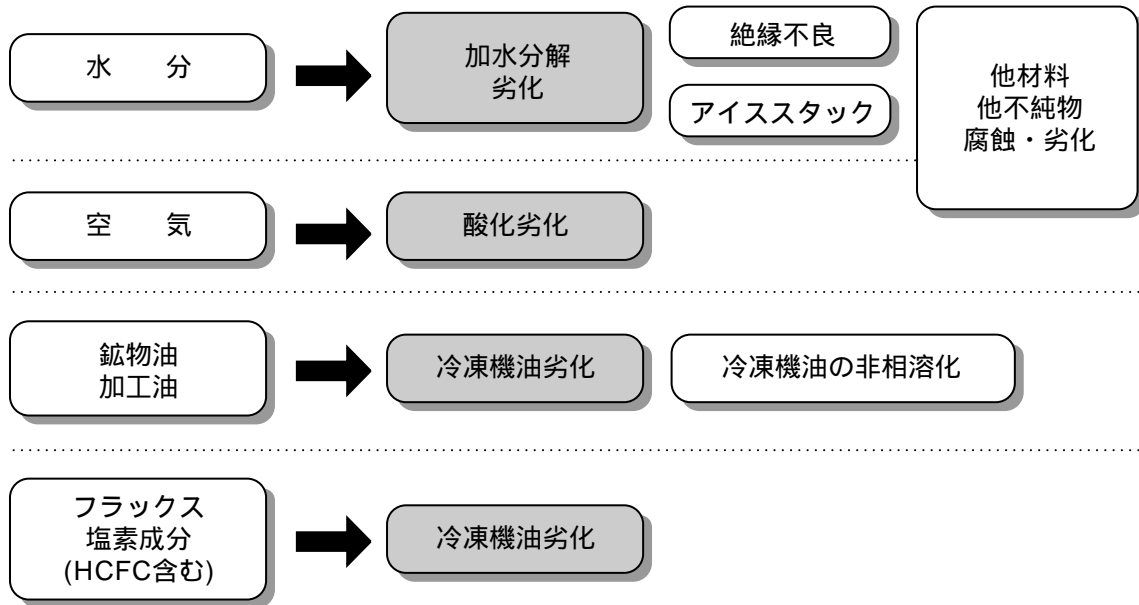 水　　分
加水分解
劣化
絶縁不良
アイススタック
他材料
他不純物
腐蝕・劣化
空　　気
酸化劣化
鉱物油
加工油
冷凍機油劣化
冷凍機油の非相溶化
フラックス
塩素成分
(HCFC含む)
冷凍機油劣化